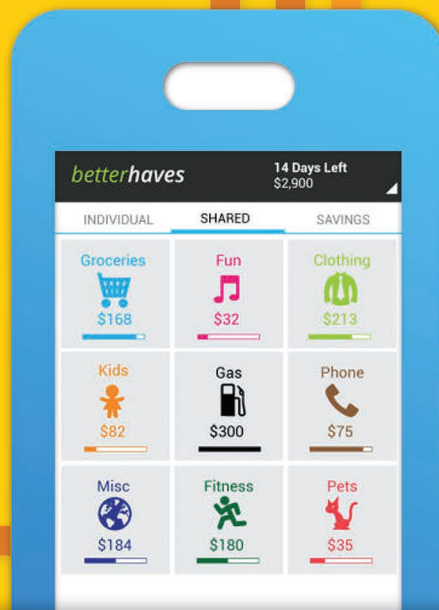 betterhaves
14 Days Left
$2,900
INDIVIDUAL SHARED SAVINGS
Groceries Fun Clothing
$168 $32 $213
Kids Gas Phone
$82 $300 $75
Misc Fitness Pets
$184 $180 $35